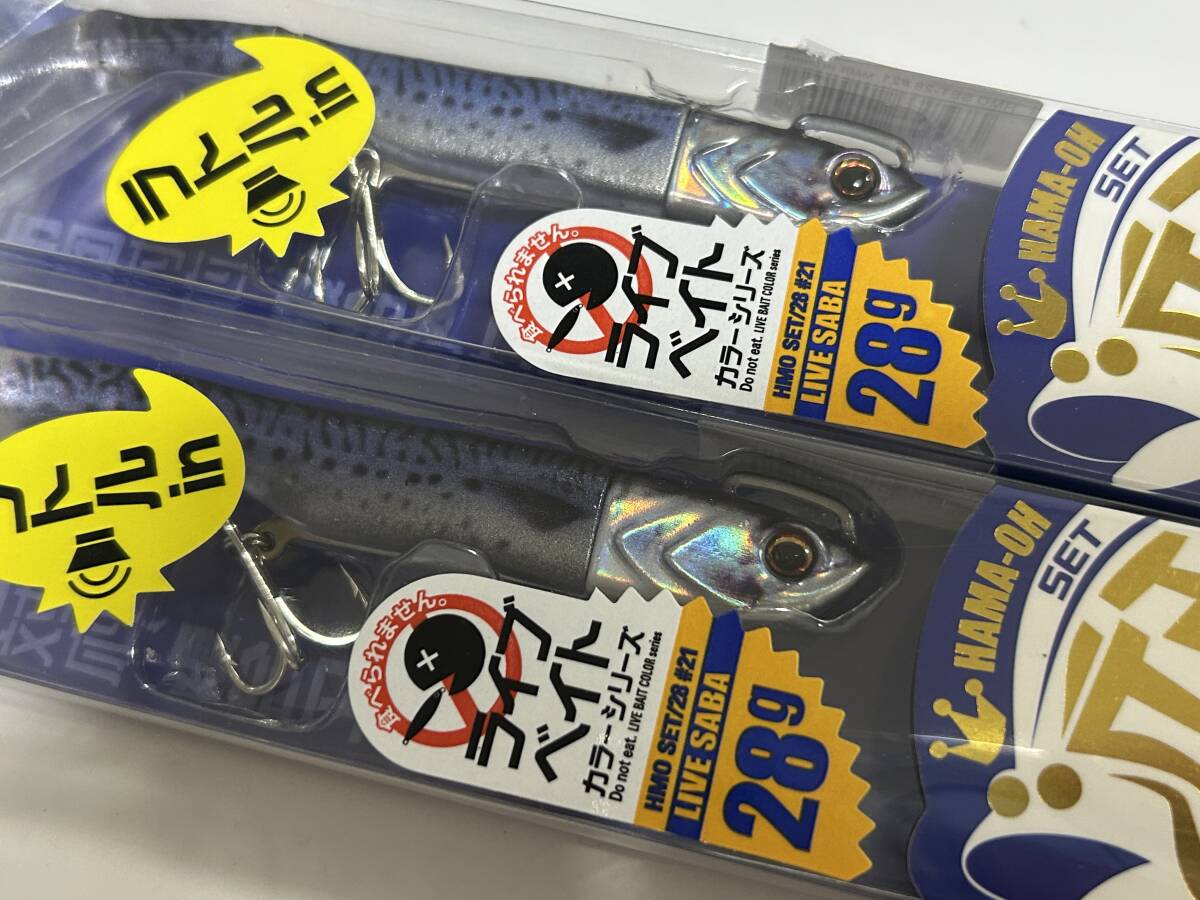 ラトル
in
食べられません。
ライブ
ベイト
カラーシリーズ
Do not eat. LIVE BAIT COLOR series
HMO SET/28 #21
LIVE SABA
28g
HAMA-OH
SET
ラトル
in
食べられません。
ライブ
ベイト
カラーシリーズ
Do not eat. LIVE BAIT COLOR series
HMO SET/28 #21
LIVE SABA
28g
HAMA-OH
SET